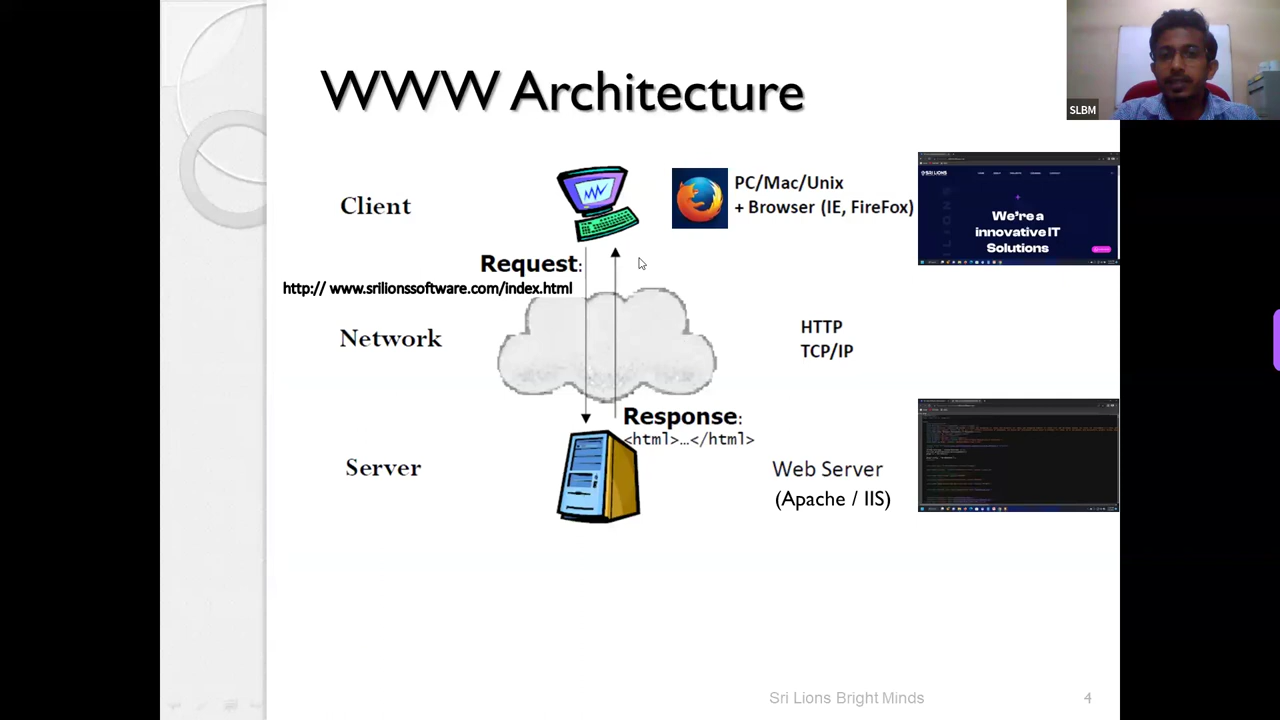 WWW Architecture
SLBM
Client
PC/Mac/Unix
+ Browser (IE, FireFox)
SRI LIONS
We're a
innovative IT
Solutions
Request:
http:// www.srilionssoftware.com/index.html
Network
HTTP
TCP/IP
Response:
<html>...</html>
Server
Web Server
(Apache / IIS)
Sri Lions Bright Minds
4